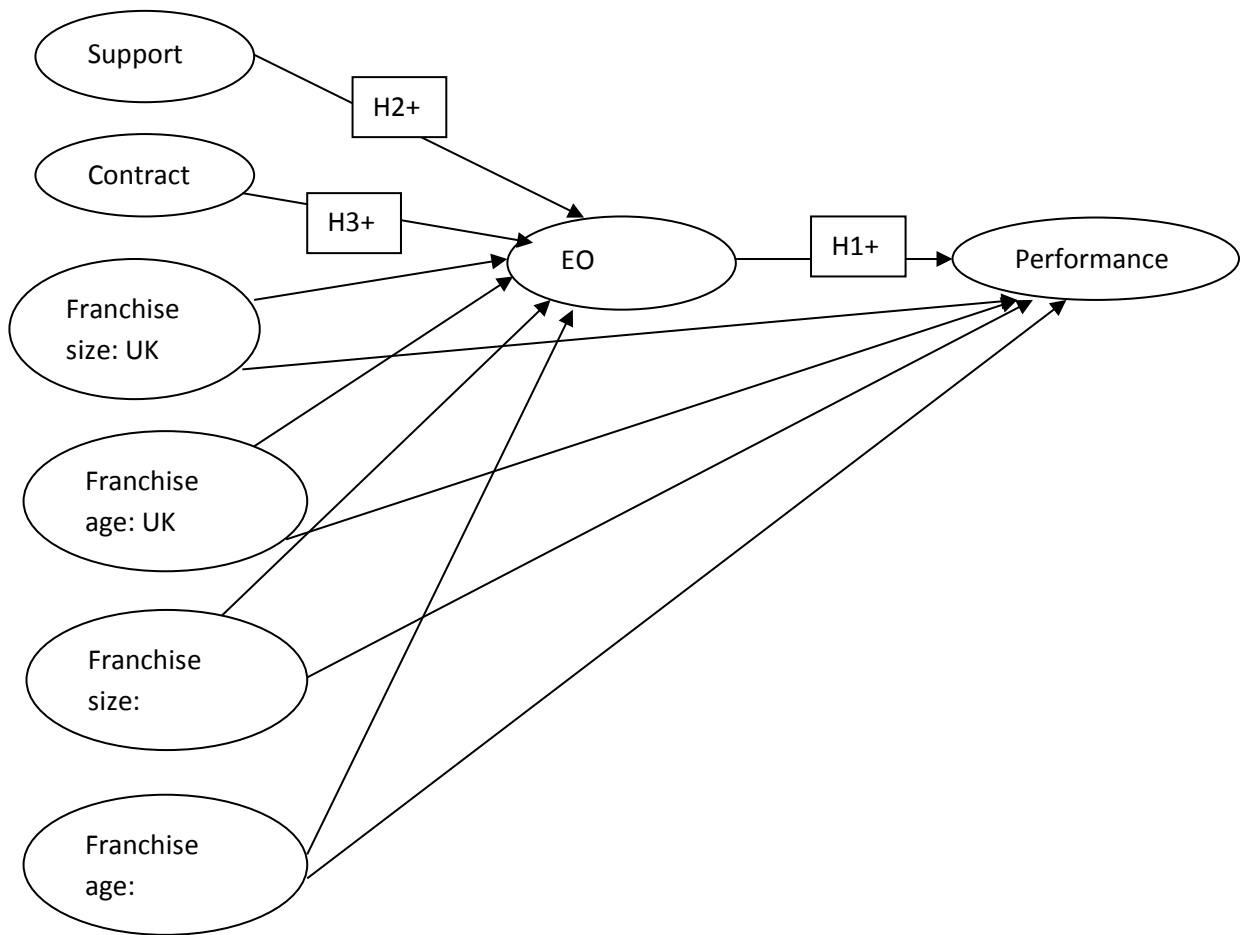 Support
H2+
Contract
H3+
EO
H1+
Performance
Franchise
size: UK
Franchise
age: UK
Franchise
size:
Franchise
age: